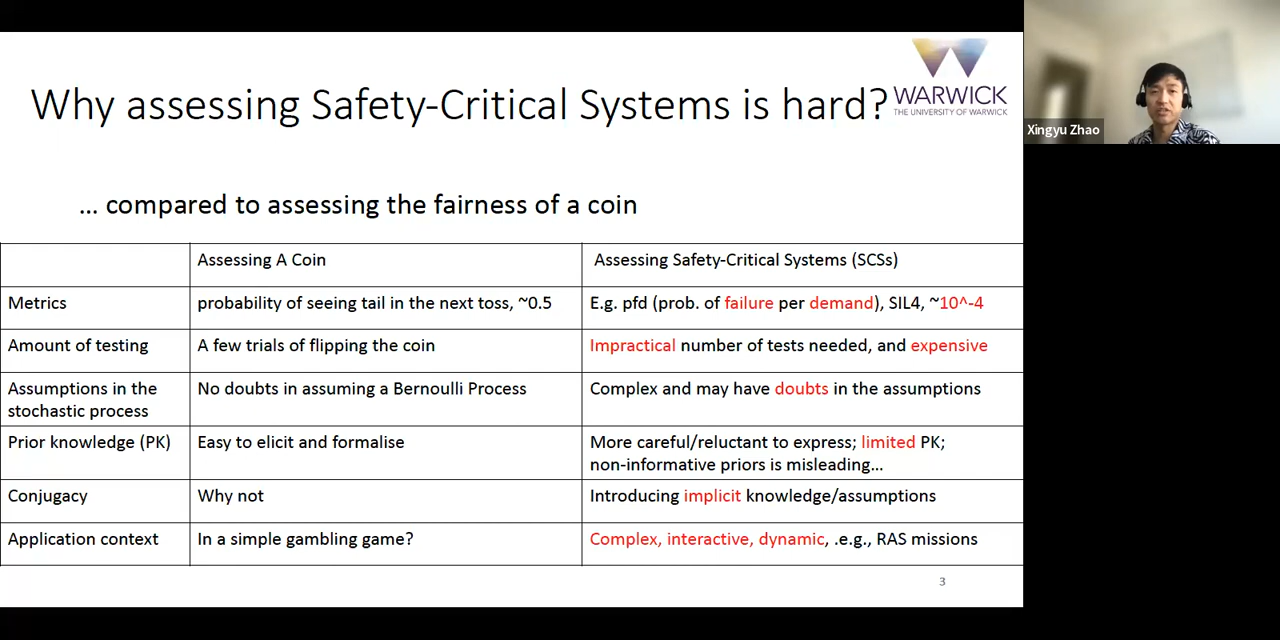 Why assessing Safety-Critical Systems is hard?
WARWICK
THE UNIVERSITY OF WARWICK
Xingyu Zhao
... compared to assessing the fairness of a coin
Assessing A Coin
Assessing Safety-Critical Systems (SCSs)
Metrics
probability of seeing tail in the next toss, ~0.5
E.g. pfd (prob. of failure per demand), SIL4, ~10^-4
Amount of testing
A few trials of flipping the coin
Impractical number of tests needed, and expensive
Assumptions in the
stochastic process
No doubts in assuming a Bernoulli Process
Complex and may have doubts in the assumptions
Prior knowledge (PK)
Easy to elicit and formalise
More careful/reluctant to express; limited PK;
non-informative priors is misleading...
Conjugacy
Why not
Introducing implicit knowledge/assumptions
Application context
In a simple gambling game?
Complex, interactive, dynamic, .e.g., RAS missions
3